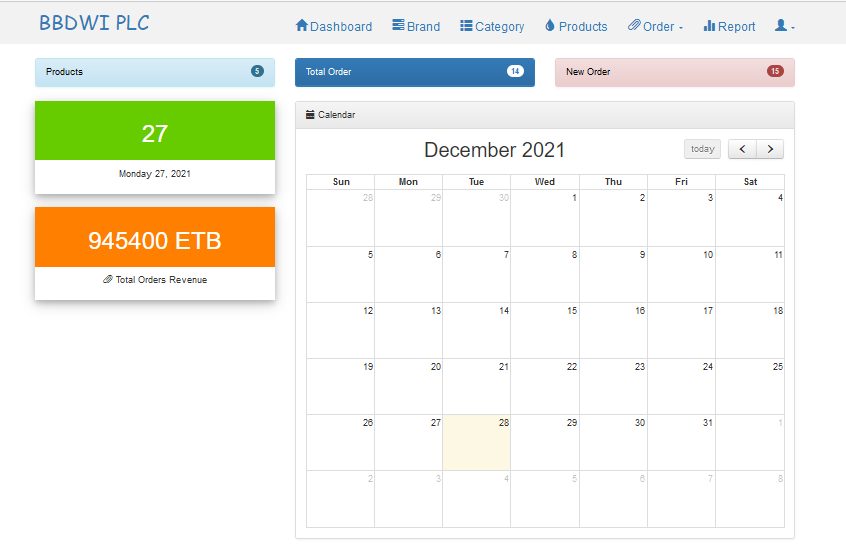 BBDWI PLC
Dashboard Brand Category Products Order Report
Products 5
Total Order 14
New Order 15
27
Monday 27, 2021
945400 ETB
Total Orders Revenue
Calendar
December 2021
today
Sun Mon Tue Wed Thu Fri Sat
28 29 30 1 2 3 4
5 6 7 8 9 10 11
12 13 14 15 16 17 18
19 20 21 22 23 24 25
26 27 28 29 30 31 1
2 3 4 5 6 7 8